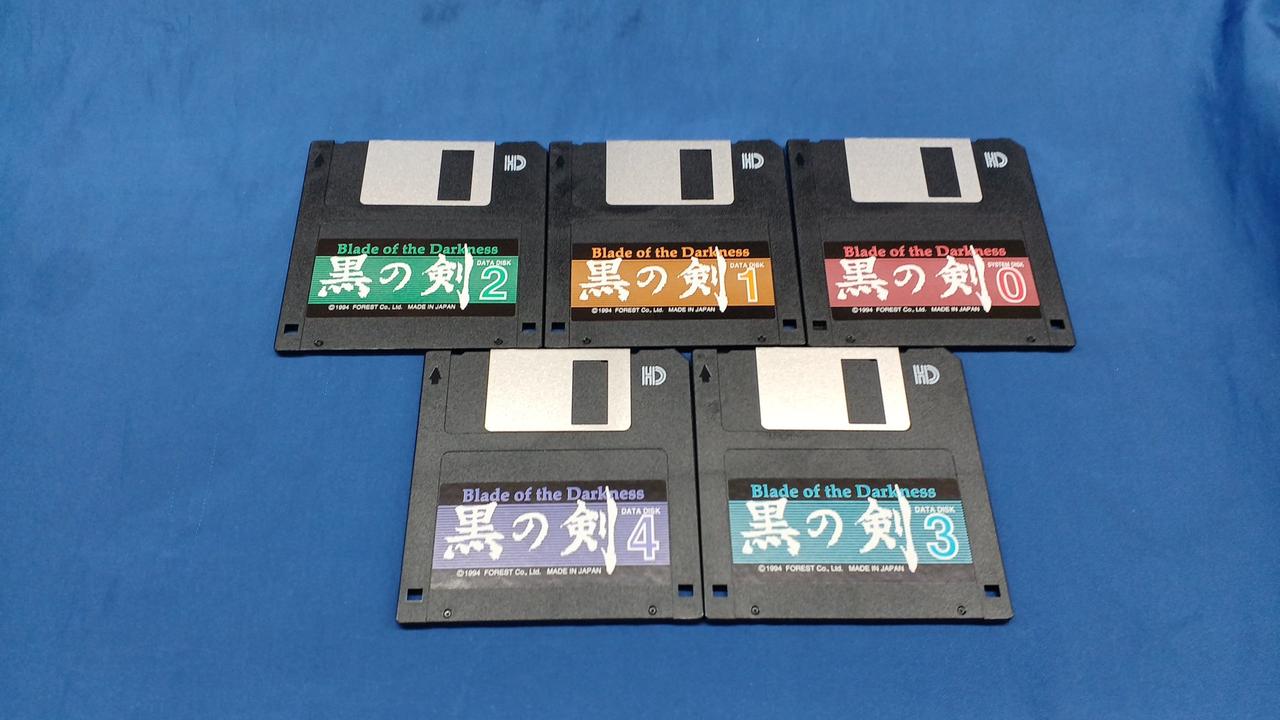 HD
Blade of the Darkness
黒の剣
DATA DISK
2
©1994 FOREST Co., Ltd. MADE IN JAPAN
HD
Blade of the Darkness
黒の剣
DATA DISK
1
©1994 FOREST Co., Ltd. MADE IN JAPAN
HD
Blade of the Darkness
黒の剣
SYSTEM DISK
0
©1994 FOREST Co., Ltd. MADE IN JAPAN
HD
Blade of the Darkness
黒の剣
DATA DISK
4
©1994 FOREST Co., Ltd. MADE IN JAPAN
HD
Blade of the Darkness
黒の剣
DATA DISK
3
©1994 FOREST Co., Ltd. MADE IN JAPAN